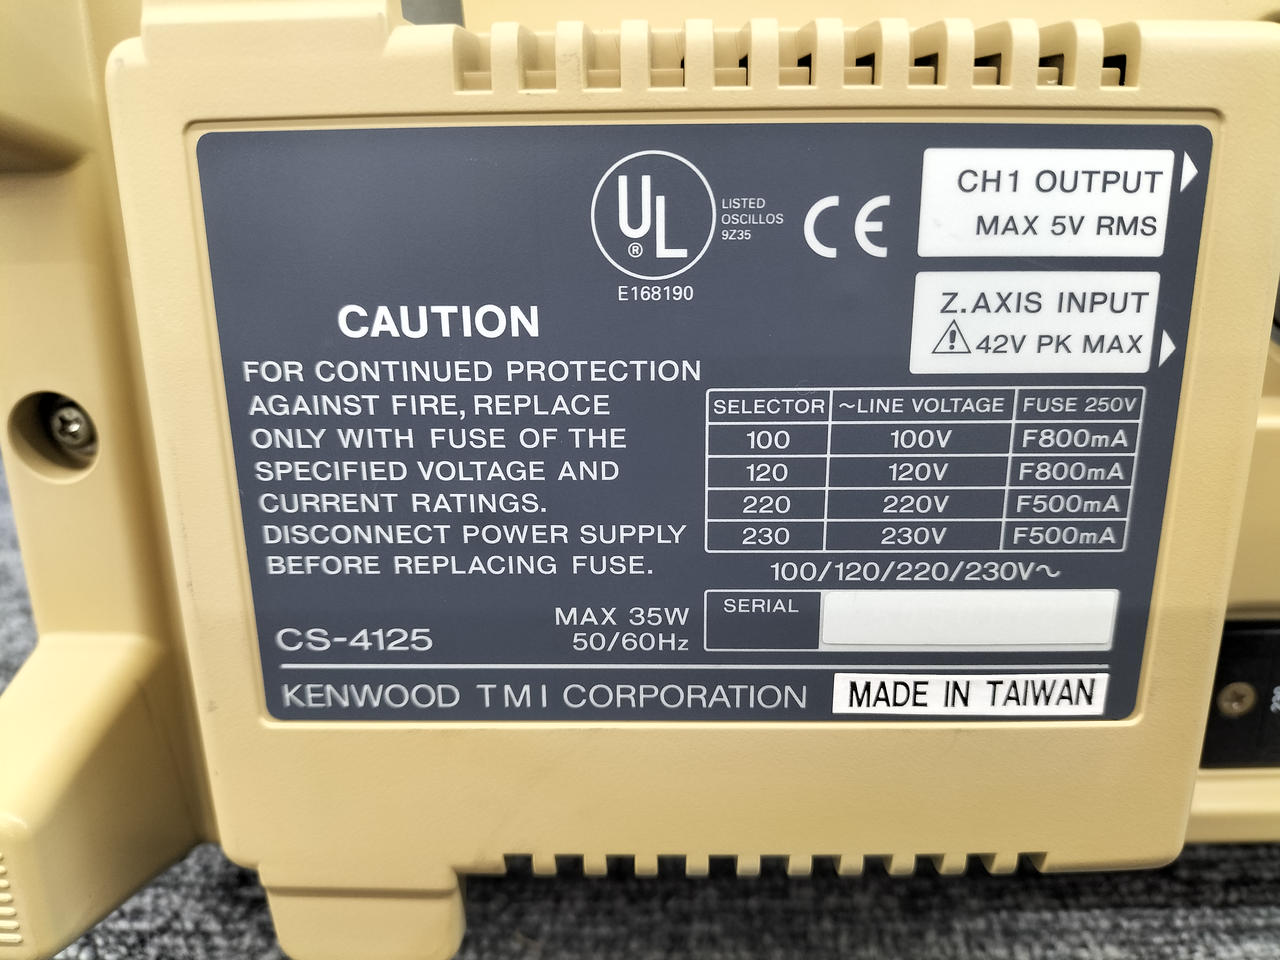 UL
®
LISTED
OSCILLOS
9Z35
E168190
CE
CH1 OUTPUT
MAX 5V RMS
Z.AXIS INPUT
42V PK MAX
CAUTION
FOR CONTINUED PROTECTION
AGAINST FIRE, REPLACE
ONLY WITH FUSE OF THE
SPECIFIED VOLTAGE AND
CURRENT RATINGS.
DISCONNECT POWER SUPPLY
BEFORE REPLACING FUSE.
SELECTOR ~LINE VOLTAGE FUSE 250V
100 100V F800mA
120 120V F800mA
220 220V F500mA
230 230V F500mA
100/120/220/230V~
MAX 35W
50/60Hz
SERIAL
CS-4125
KENWOOD TMI CORPORATION
MADE IN TAIWAN